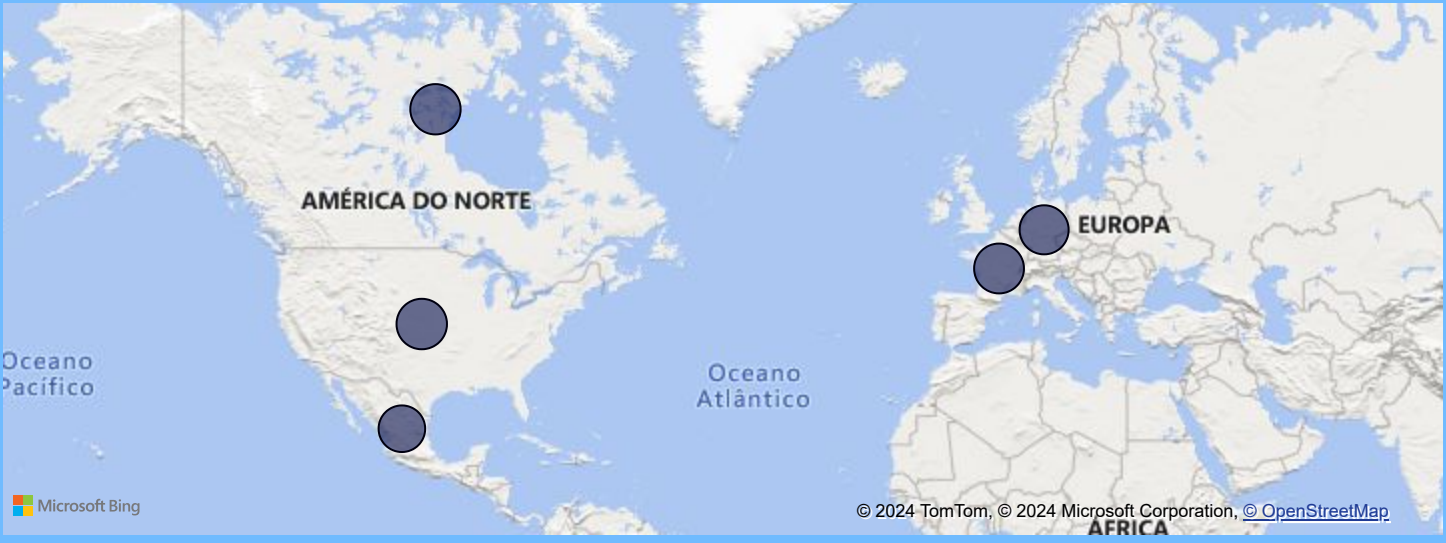 AMÉRICA DO NORTE
EUROPA
Oceano
Pacífico
Oceano
Atlântico
Microsoft Bing
© 2024 TomTom, © 2024 Microsoft Corporation, © OpenStreetMap
ÁFRICA